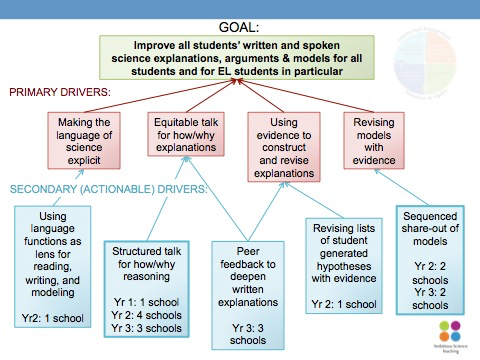 GOAL:
Improve all students' written and spoken
science explanations, arguments & models for all
students and for EL students in particular
PRIMARY DRIVERS:
Making the
language of
science
explicit
Equitable talk
for how/why
explanations
Using
evidence to
construct
and revise
explanations
Revising
models
with
evidence
SECONDARY (ACTIONABLE) DRIVERS:
Using
language
functions as
lens for
reading,
writing, and
modeling
Yr2: 1 school
Structured talk
for how/why
reasoning
Yr 1: 1 school
Yr 2: 4 schools
Yr 3: 3 schools
Peer
feedback to
deepen
written
explanations
Yr 3: 3
schools
Revising lists
of student
generated
hypotheses
with evidence
Yr 2: 1 school
Sequenced
share-out of
models
Yr 2: 2
schools
Yr 3: 2
schools
Ambitious Science
Teaching